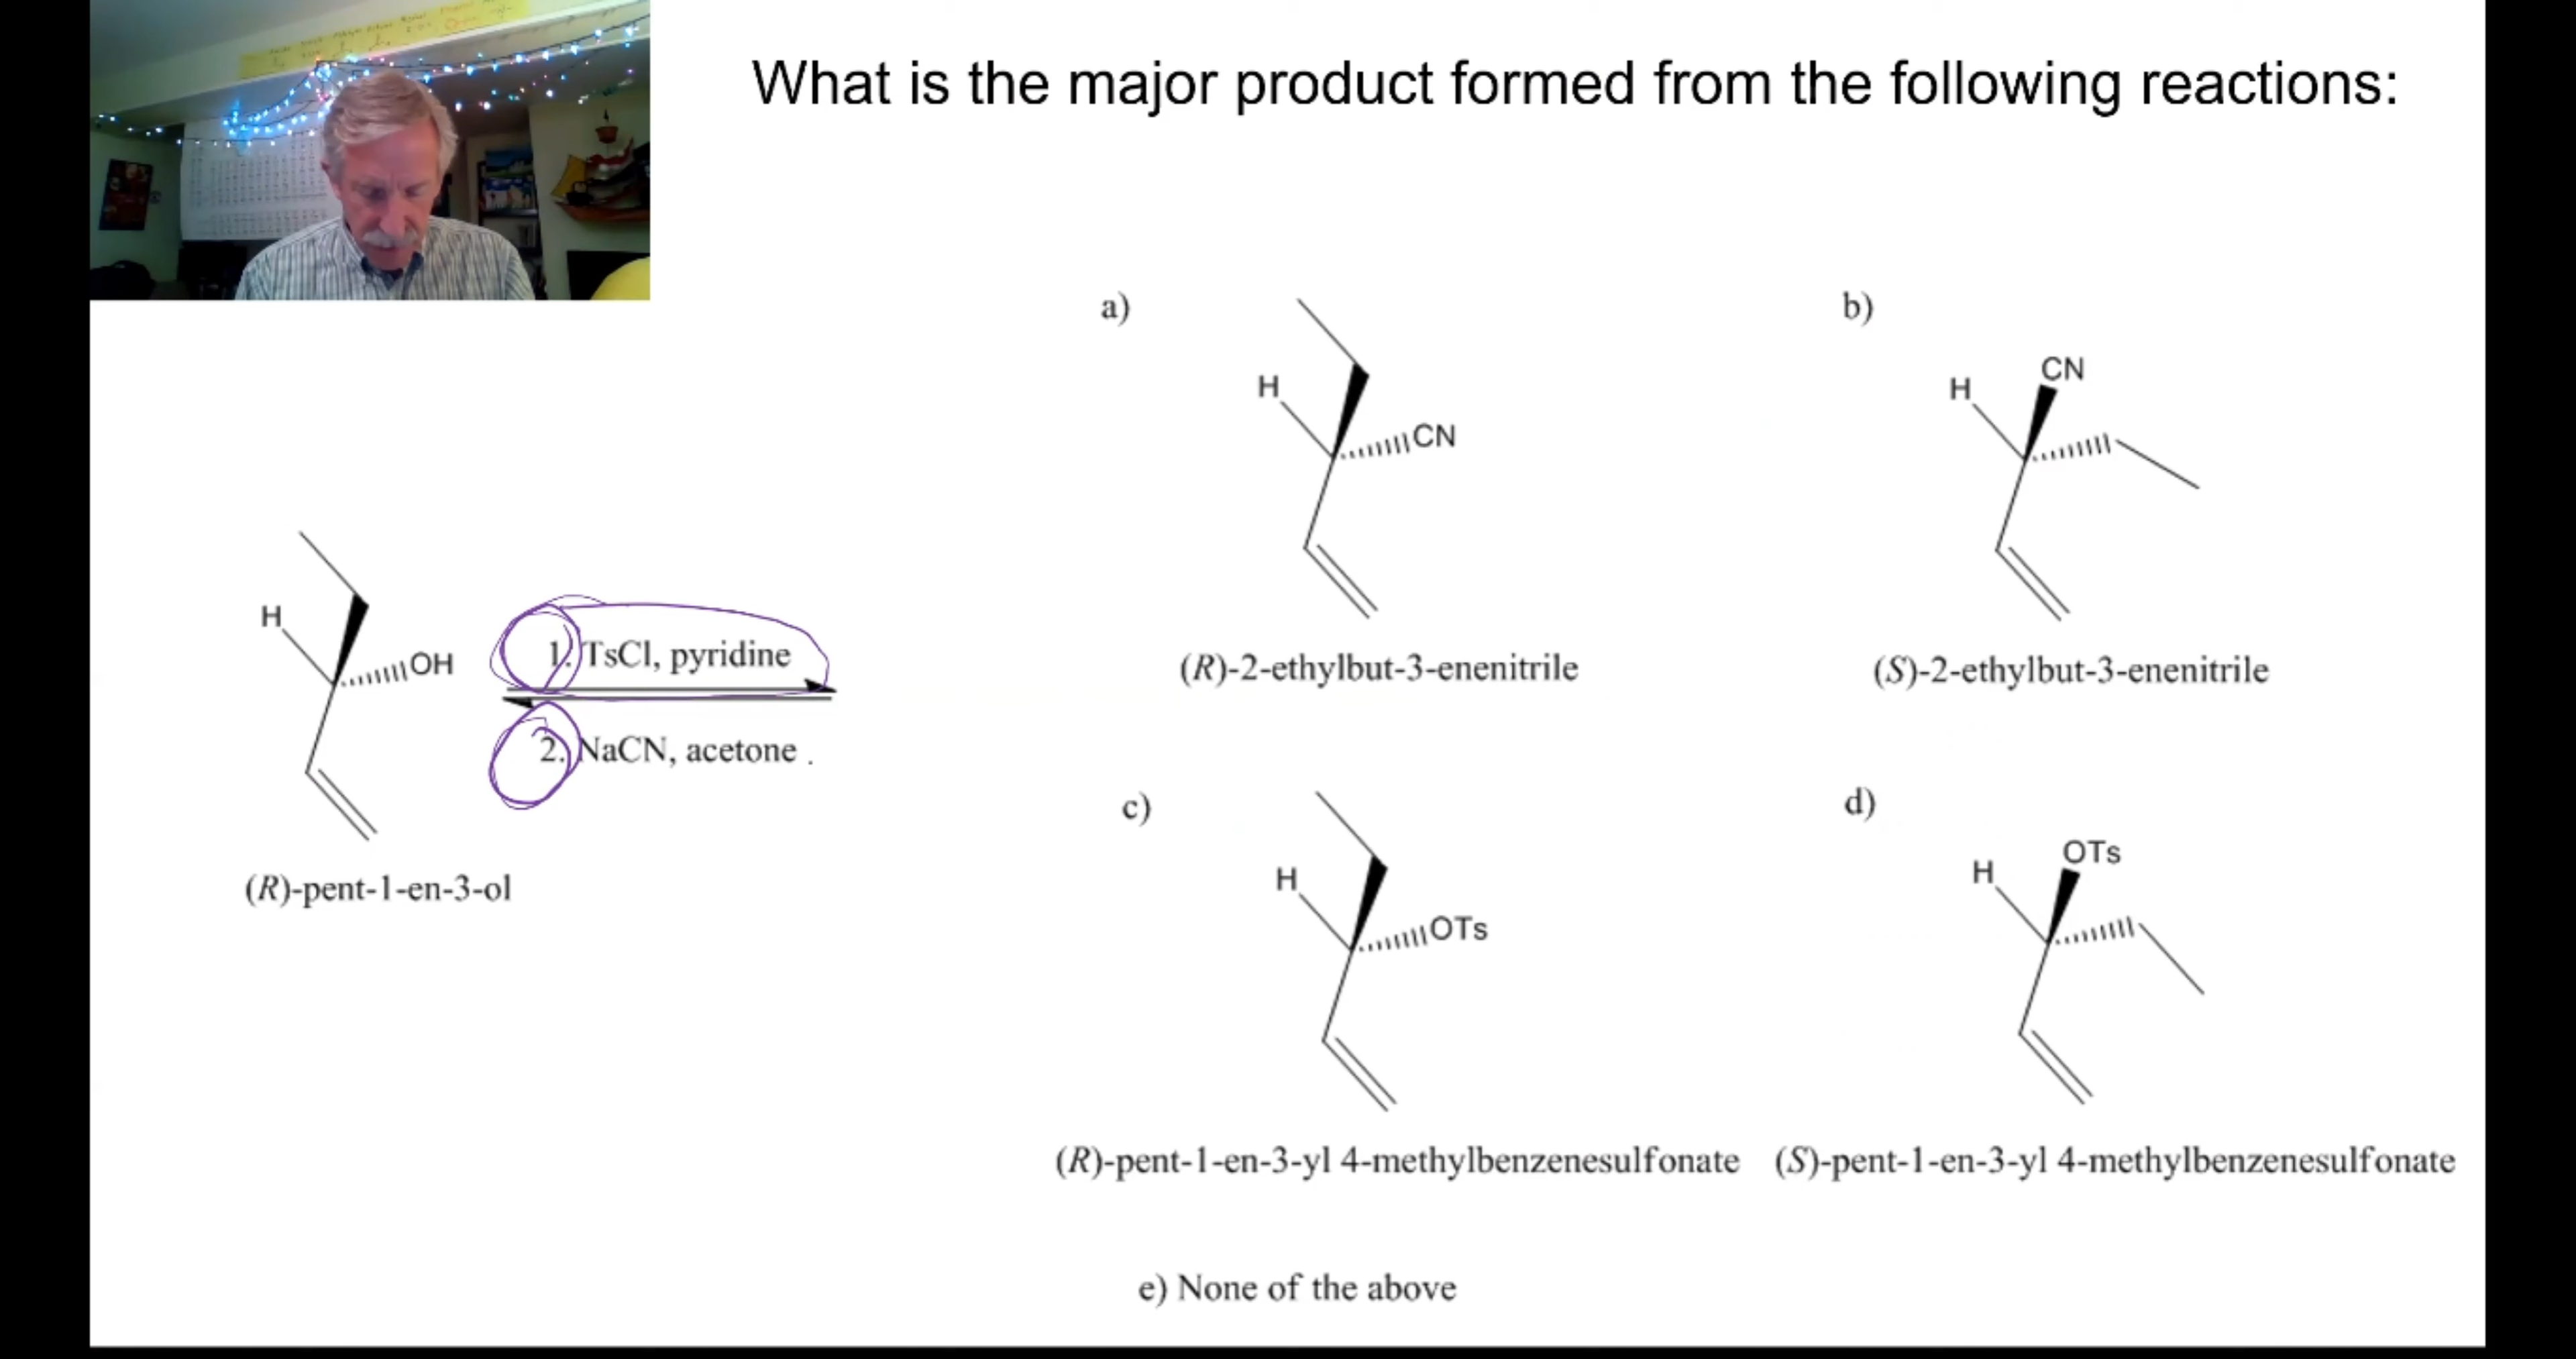 What is the major product formed from the following reactions:
a)
b)
H
CN
(R)-2-ethylbut-3-enenitrile
H
CN
(S)-2-ethylbut-3-enenitrile
H
OH
1. TsCl, pyridine
2. NaCN, acetone .
(R)-pent-1-en-3-ol
c)
d)
H
OTs
(R)-pent-1-en-3-yl 4-methylbenzenesulfonate
H
OTs
(S)-pent-1-en-3-yl 4-methylbenzenesulfonate
e) None of the above